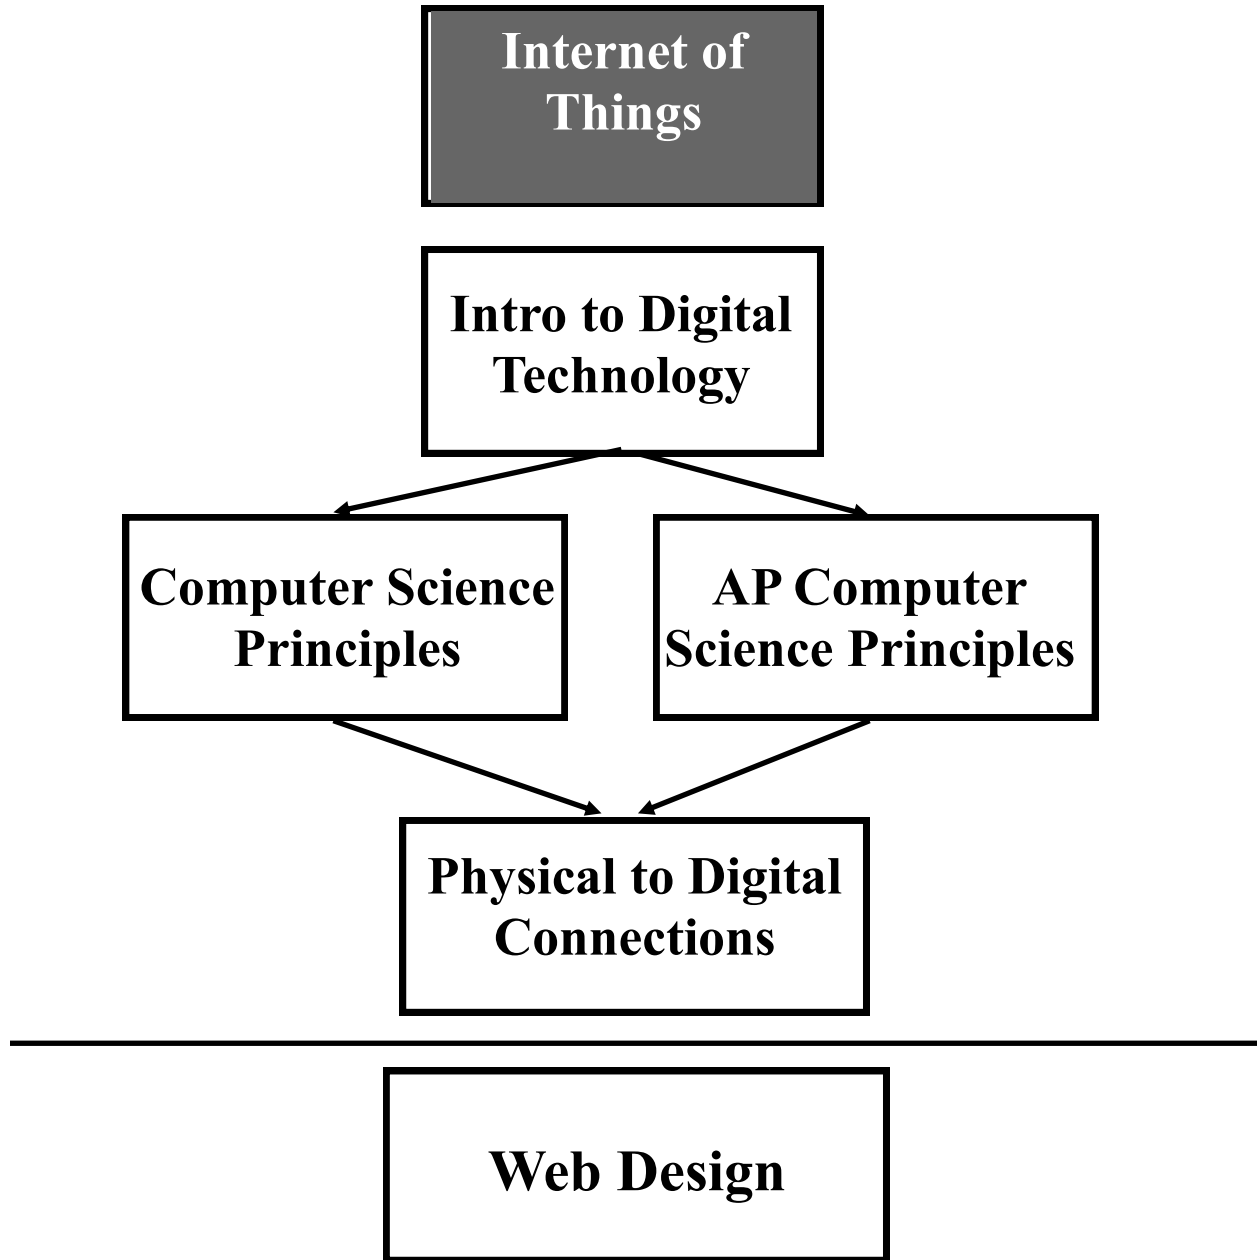 Internet of
Things
Intro to Digital
Technology
Computer Science
Principles
AP Computer
Science Principles
Physical to Digital
Connections
Web Design